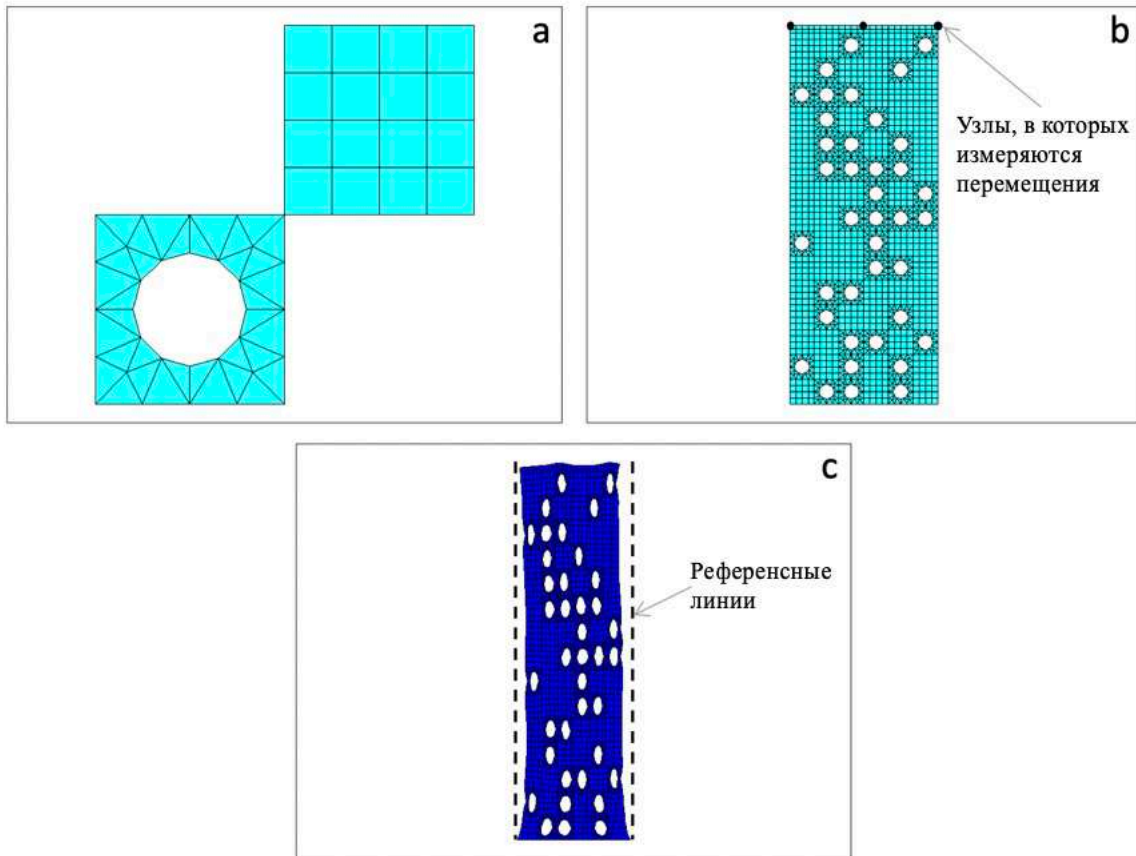 a
b
Узлы, в которых
измеряются
перемещения
c
Референсные
линии